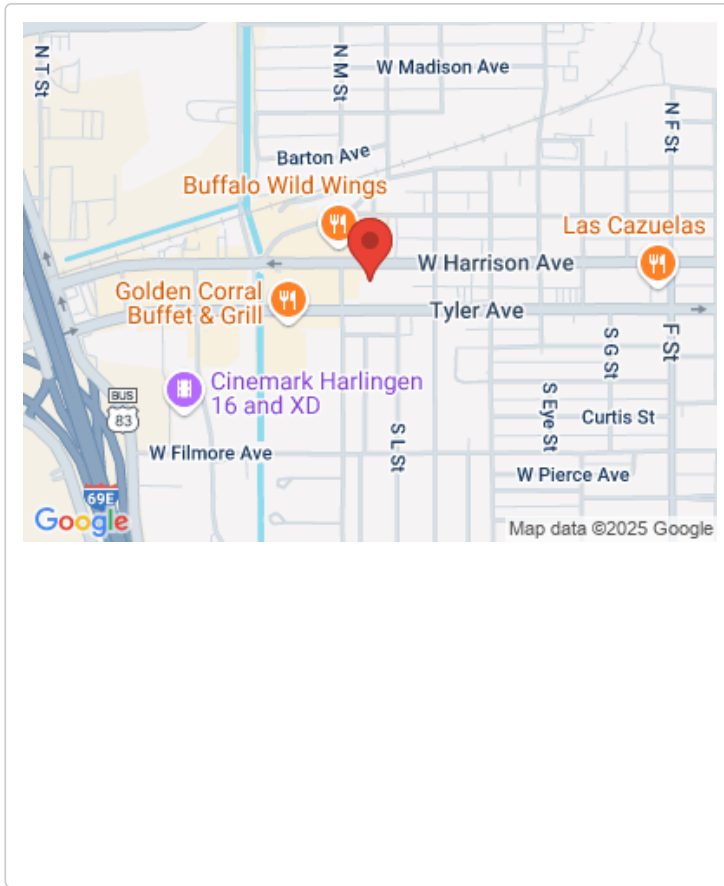 N T St
N M St
W Madison Ave
N F St
Barton Ave
Buffalo Wild Wings
Las Cazuelas
W Harrison Ave
Golden Corral
Buffet & Grill
Tyler Ave
S G St
F St
Cinemark Harlingen
16 and XD
BUS
83
S Eye St
Curtis St
S L St
W Filmore Ave
W Pierce Ave
69E
Google
Map data ©2025 Google